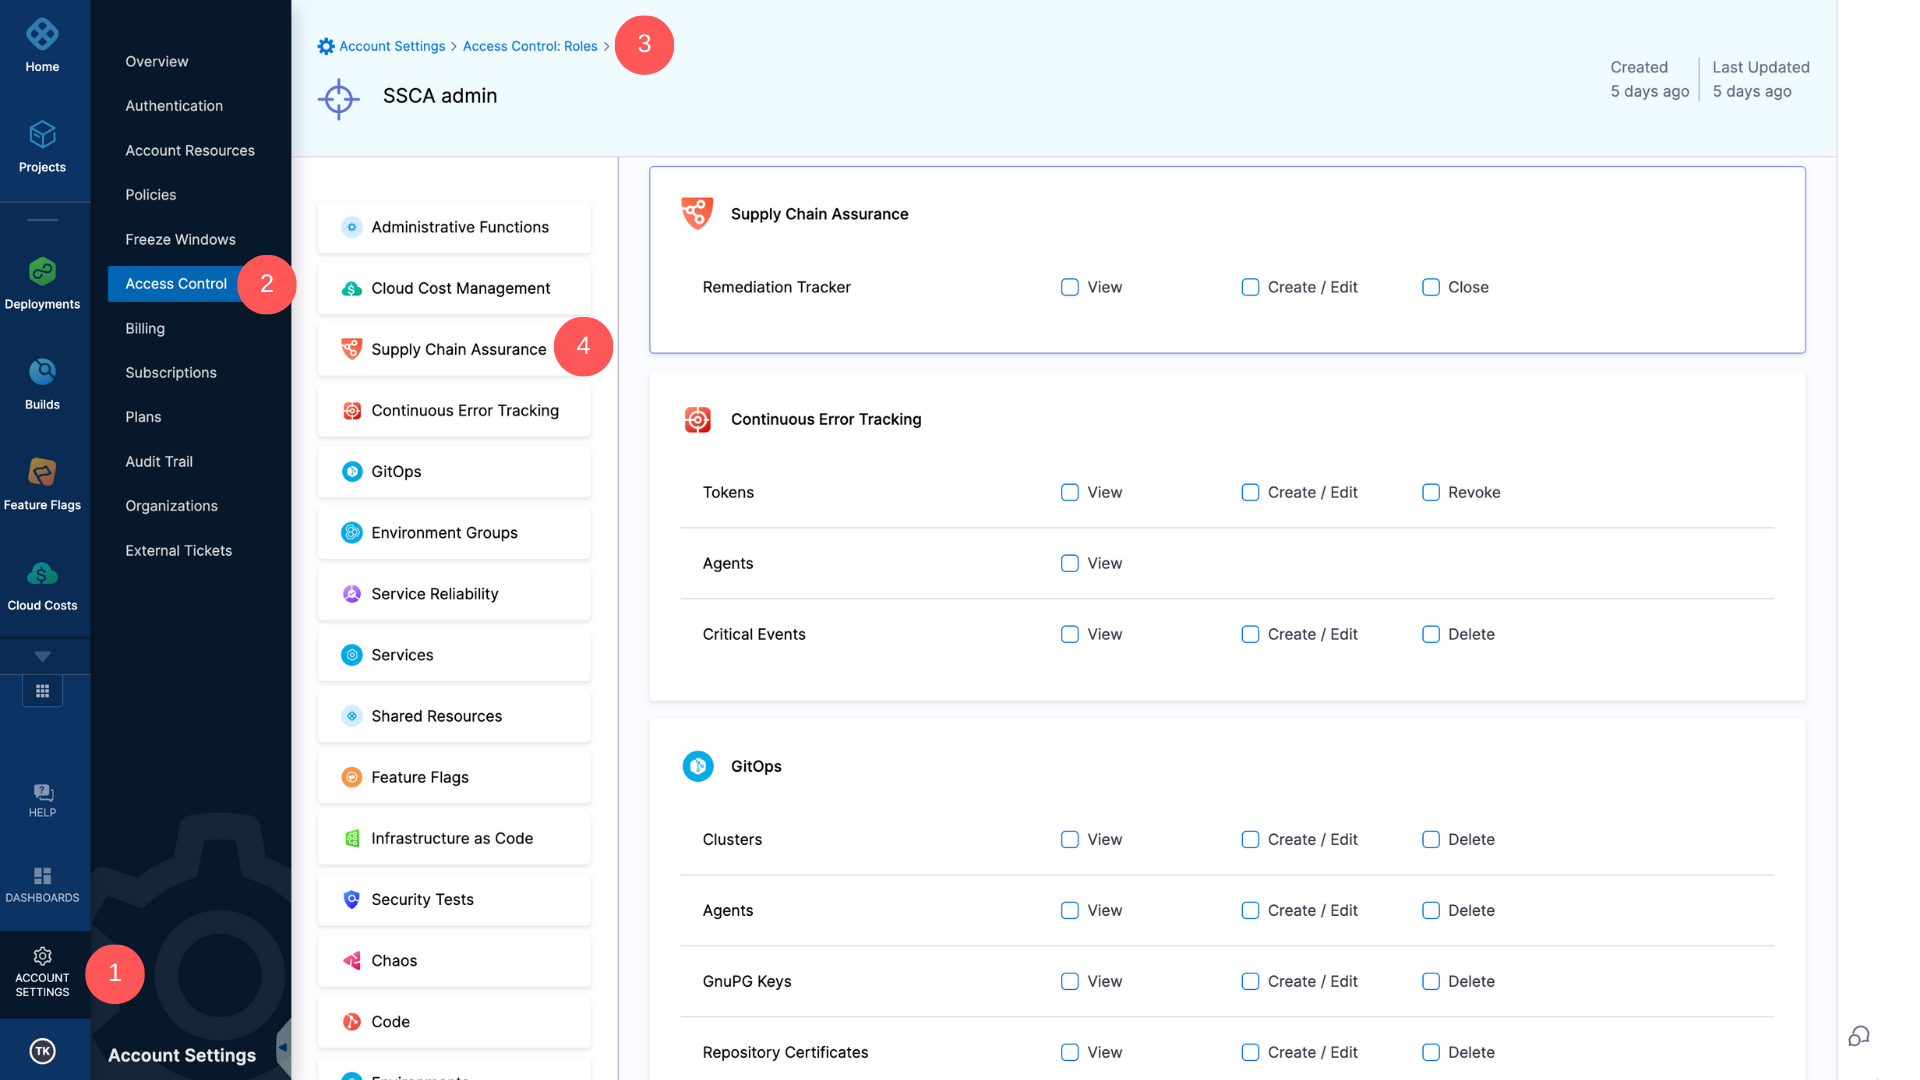 Home
Projects
Deployments
Builds
Feature Flags
Cloud Costs
HELP
DASHBOARDS
ACCOUNT
SETTINGS
1
TK
Overview
Authentication
Account Resources
Policies
Freeze Windows
Access Control
2
Billing
Subscriptions
Plans
Audit Trail
Organizations
External Tickets
Account Settings
Account Settings > Access Control: Roles >
3
SSCA admin
Created
5 days ago
Last Updated
5 days ago
Administrative Functions
Cloud Cost Management
Supply Chain Assurance
4
Continuous Error Tracking
GitOps
Environment Groups
Service Reliability
Services
Shared Resources
Feature Flags
Infrastructure as Code
Security Tests
Chaos
Code
Environments
Supply Chain Assurance
Remediation Tracker View Create / Edit Close
Continuous Error Tracking
Tokens View Create / Edit Revoke
Agents View
Critical Events View Create / Edit Delete
GitOps
Clusters View Create / Edit Delete
Agents View Create / Edit Delete
GnuPG Keys View Create / Edit Delete
Repository Certificates View Create / Edit Delete